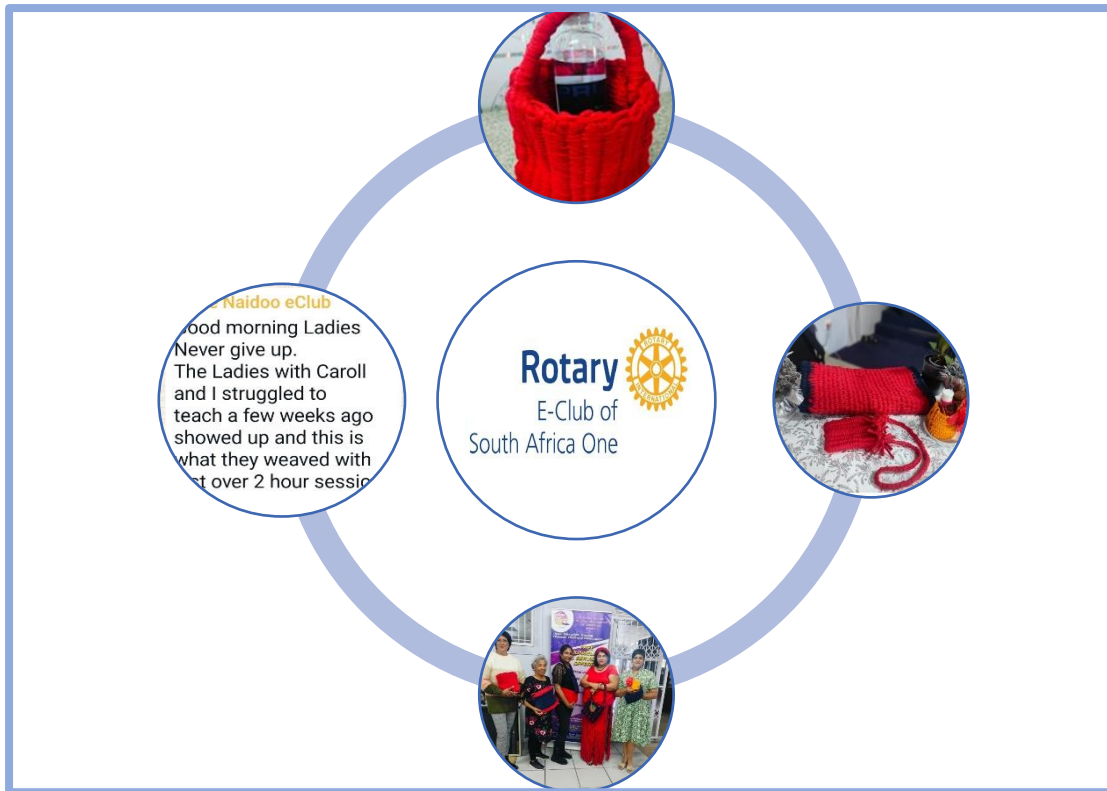 Naidoo eClub
Good morning Ladies
Never give up.
The Ladies with Caroll
and I struggled to
teach a few weeks ago
showed up and this is
what they weaved with
over 2 hour sessio
Rotary
E-Club of
South Africa One
ROTARY
INTERNATIONAL